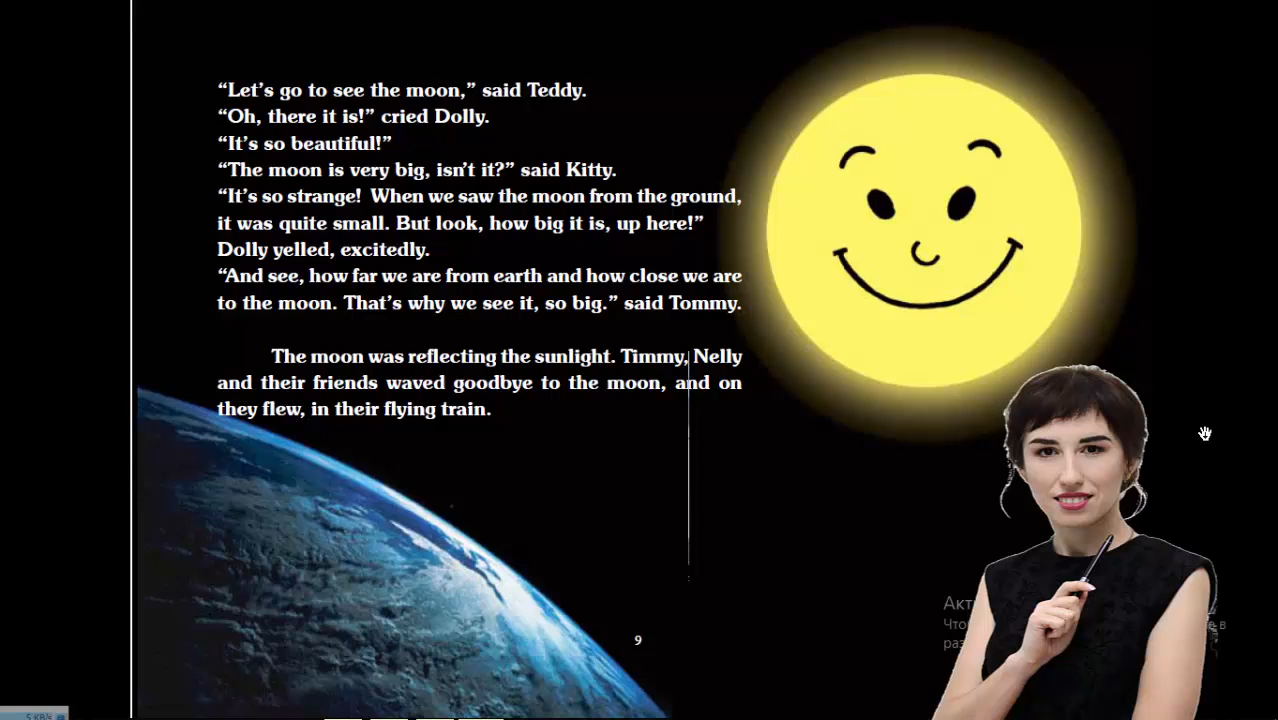 “Let’s go to see the moon,” said Teddy.
“Oh, there it is!” cried Dolly.
“It’s so beautiful!”
“The moon is very big, isn’t it?” said Kitty.
“It’s so strange! When we saw the moon from the ground,
it was quite small. But look, how big it is, up here!”
Dolly yelled, excitedly.
“And see, how far we are from earth and how close we are
to the moon. That’s why we see it, so big.” said Tommy.
The moon was reflecting the sunlight. Timmy, Nelly
and their friends waved goodbye to the moon, and on
they flew, in their flying train.
9
5 KB/s